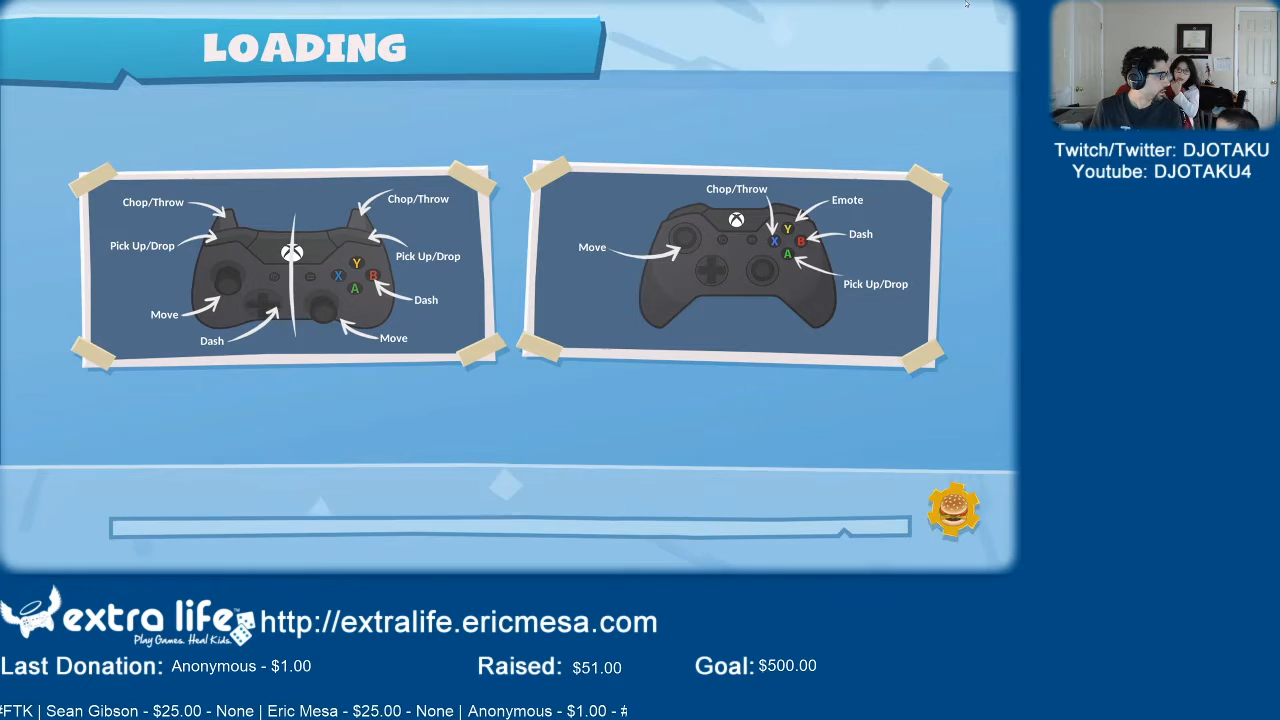 LOADING
Chop/Throw
Chop/Throw
Pick Up/Drop
Pick Up/Drop
Y
X
B
A
Move
Dash
Dash
Move
Chop/Throw
Emote
Move
Y
X
B
A
Dash
Pick Up/Drop
Twitch/Twitter: DJOTAKU
Youtube: DJOTAKU4
extra life
Play Games. Heal Kids.
http://extralife.ericmesa.com
Last Donation: Anonymous - $1.00
Raised: $51.00
Goal: $500.00
#FTK | Sean Gibson - $25.00 - None | Eric Mesa - $25.00 - None | Anonymous - $1.00 - #